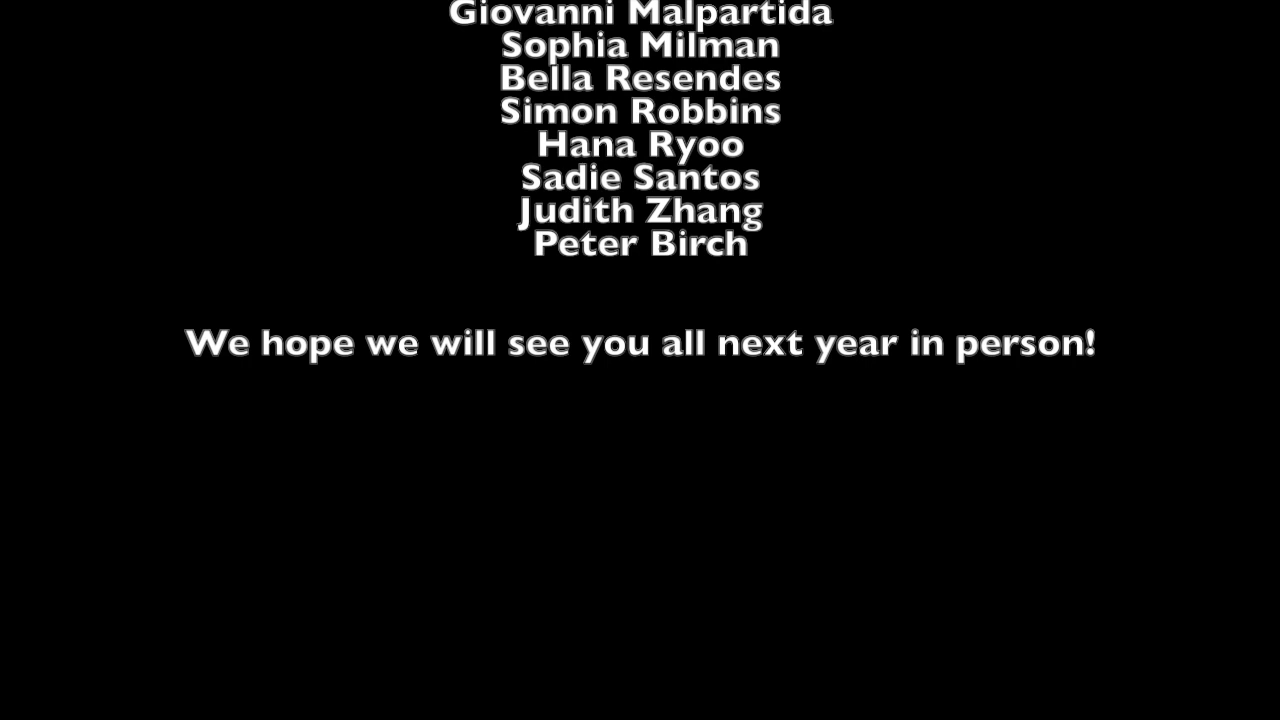 Giovanni Malpartida
Sophia Milman
Bella Resendes
Simon Robbins
Hana Ryoo
Sadie Santos
Judith Zhang
Peter Birch
We hope we will see you all next year in person!